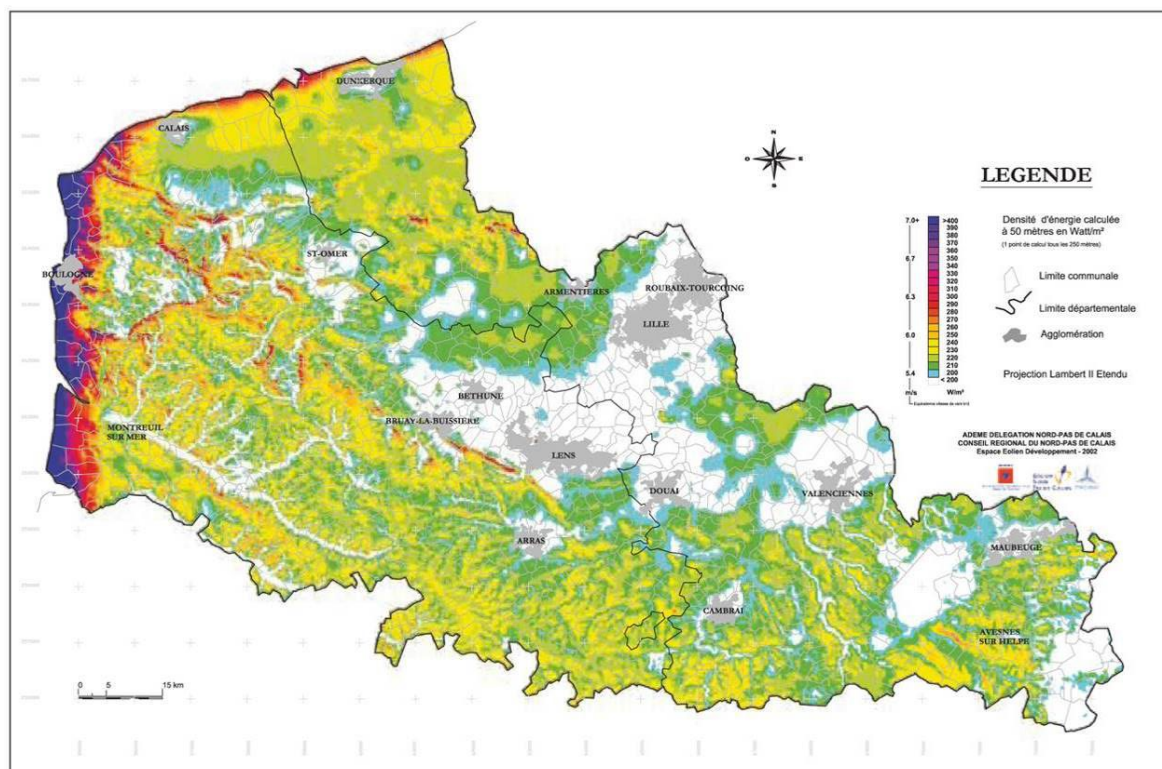 DUNKERQUE
CALAIS
N
O E
S
LEGENDE
7.0+
6.7
6.3
6.0
5.4
m/s
>400
390
380
370
360
350
340
330
320
310
300
290
280
270
260
250
240
230
220
210
200
< 200
W/m²
Densité d'énergie calculée
à 50 mètres en Watt/m²
(1 point de calcul tous les 250 mètres)
Limite communale
Limite départementale
Agglomération
Projection Lambert II Etendu
ST-OMER
BOULOGNE
ARMENTIERES
ROUBAIX-TOURCOING
LILLE
BETHUNE
BRUAY-LA-BUISSIERE
MONTREUIL
SUR MER
LENS
ADEME DELEGATION NORD-PAS DE CALAIS
CONSEIL REGIONAL DU NORD-PAS DE CALAIS
Espace Eolien Développement - 2002
DOUAI
VALENCIENNES
ARRAS
MAUBEUGE
CAMBRAI
AVESNES
SUR HELPE
0 5 15 km